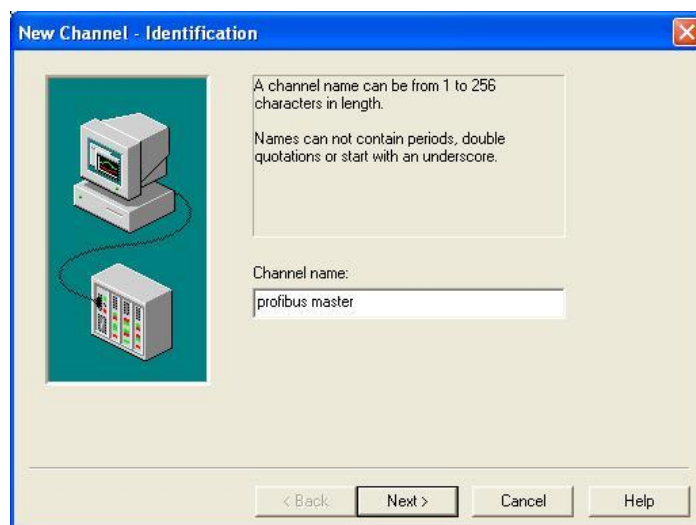 New Channel - Identification
A channel name can be from 1 to 256
characters in length.
Names can not contain periods, double
quotations or start with an underscore.
Channel name:
profibus master
< Back
Next >
Cancel
Help